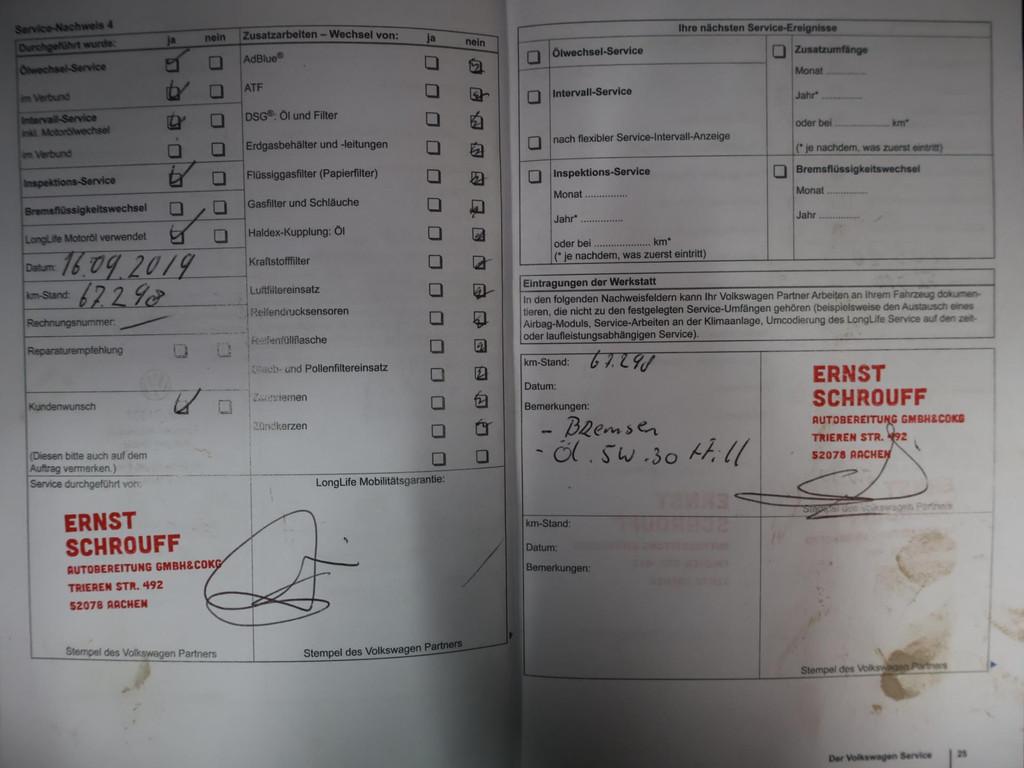 Service-Nachweis 4
Durchgeführt wurde: ja nein
Ölwechsel-Service
im Verbund
Intervall-Service
inkl. Motorölwechsel
im Verbund
Inspektions-Service
Bremsflüssigkeitswechsel
LongLife Motoröl verwendet
Datum: 16.09.2019
km-Stand: 67.298
Rechnungsnummer:
Reparaturempfehlung
Kundenwunsch
(Diesen bitte auch auf dem
Auftrag vermerken.)
Zusatzarbeiten – Wechsel von: ja nein
AdBlue®
ATF
DSG®: Öl und Filter
Erdgasbehälter und -leitungen
Flüssiggasfilter (Papierfilter)
Gasfilter und Schläuche
Haldex-Kupplung: Öl
Kraftstofffilter
Luftfiltereinsatz
Reifendrucksensoren
Reifenfüllflasche
Staub- und Pollenfiltereinsatz
Zahnriemen
Zündkerzen
Service durchgeführt von:
ERNST
SCHROUFF
AUTOBEREITUNG GMBH&COKG
TRIEREN STR. 492
52078 AACHEN
Stempel des Volkswagen Partners
LongLife Mobilitätsgarantie:
Stempel des Volkswagen Partners
Ihre nächsten Service-Ereignisse
Ölwechsel-Service
Intervall-Service
nach flexibler Service-Intervall-Anzeige
Inspektions-Service
Monat ..............
Jahr* ..............
oder bei ................... km*
(* je nachdem, was zuerst eintritt)
Zusatzumfänge
Monat .............
Jahr* .............
oder bei ................... km*
(* je nachdem, was zuerst eintritt)
Bremsflüssigkeitswechsel
Monat .............
Jahr .............
Eintragungen der Werkstatt
In den folgenden Nachweisfeldern kann Ihr Volkswagen Partner Arbeiten an Ihrem Fahrzeug dokumen-
tieren, die nicht zu den festgelegten Service-Umfängen gehören (beispielsweise den Austausch eines
Airbag-Moduls, Service-Arbeiten an der Klimaanlage, Umcodierung des LongLife Service auf den zeit-
oder laufleistungsabhängigen Service).
km-Stand: 67.298
Datum:
Bemerkungen:
- Bremsen
- Öl. 5W.30
ERNST
SCHROUFF
AUTOBEREITUNG GMBH&COKG
TRIEREN STR. 492
52078 AACHEN
Stempel des Volkswagen Partners
km-Stand:
Datum:
Bemerkungen:
Stempel des Volkswagen Partners
Der Volkswagen Service 25